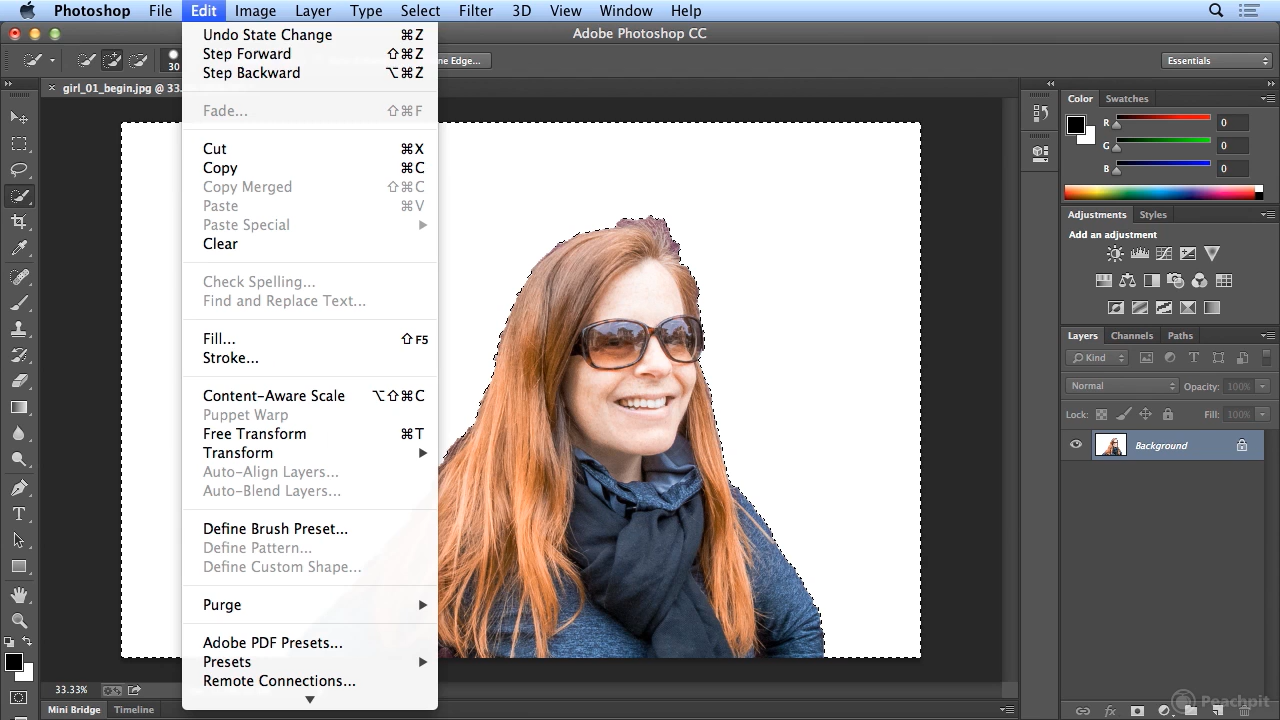 Photoshop File Edit Image Layer Type Select Filter 3D View Window Help
Adobe Photoshop CC
30
ne Edge...
Essentials
× girl_01_begin.jpg @ 33.
Undo State Change ⌘Z
Step Forward ⇧⌘Z
Step Backward ⌥⌘Z
Fade... ⇧⌘F
Cut ⌘X
Copy ⌘C
Copy Merged ⇧⌘C
Paste ⌘V
Paste Special
Clear
Check Spelling...
Find and Replace Text...
Fill... ⇧F5
Stroke...
Content-Aware Scale ⌥⇧⌘C
Puppet Warp
Free Transform ⌘T
Transform
Auto-Align Layers...
Auto-Blend Layers...
Define Brush Preset...
Define Pattern...
Define Custom Shape...
Purge
Adobe PDF Presets...
Presets
Remote Connections...
Color Swatches
R 0
G 0
B 0
Adjustments Styles
Add an adjustment
Layers Channels Paths
Kind
Normal Opacity: 100%
Lock: Fill: 100%
Background
33.33%
Mini Bridge Timeline
Peachpit
fx